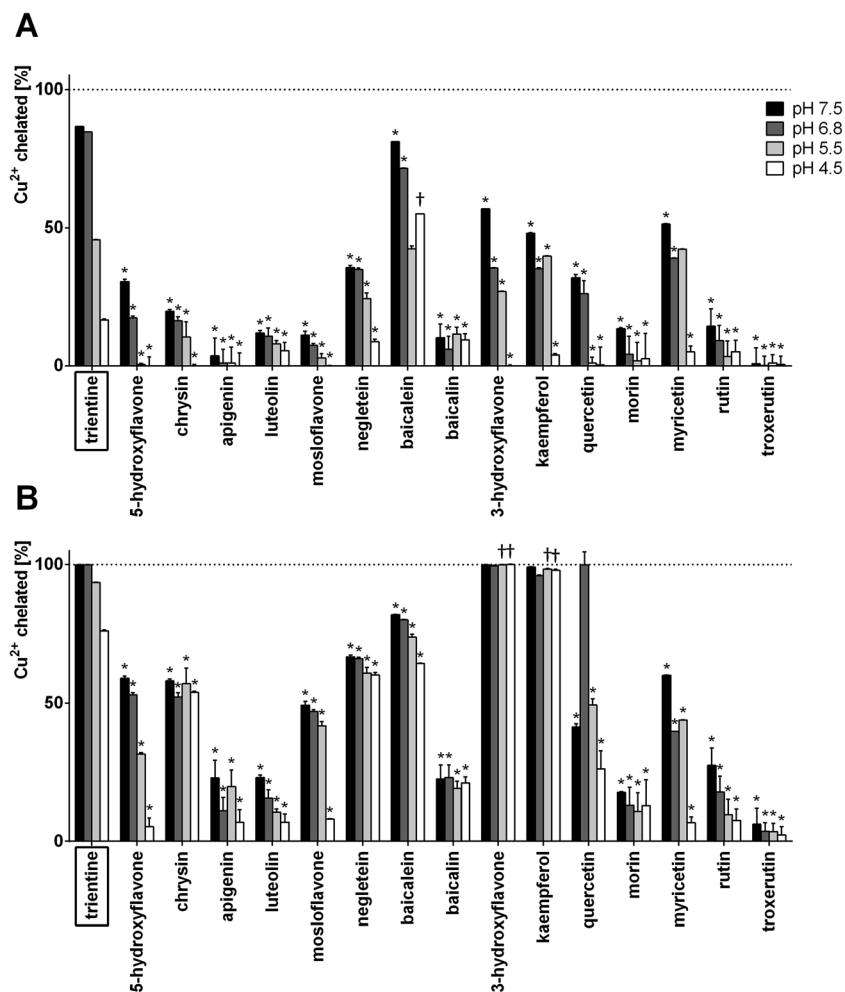 A
Cu²⁺ chelated [%]
100
50
0
pH 7.5
pH 6.8
pH 5.5
pH 4.5
* * * * * * * * * * * * * * * * * * * * * * * * * * † * * * * * * * * * * * * * * * * * * * * * * * * * * * * * * *
trientine
5-hydroxyflavone
chrysin
apigenin
luteolin
mosloflavone
negletein
baicalein
baicalin
3-hydroxyflavone
kaempferol
quercetin
morin
myricetin
rutin
troxerutin
B
Cu²⁺ chelated [%]
100
50
0
††
††
trientine
5-hydroxyflavone
chrysin
apigenin
luteolin
mosloflavone
negletein
baicalein
baicalin
3-hydroxyflavone
kaempferol
quercetin
morin
myricetin
rutin
troxerutin